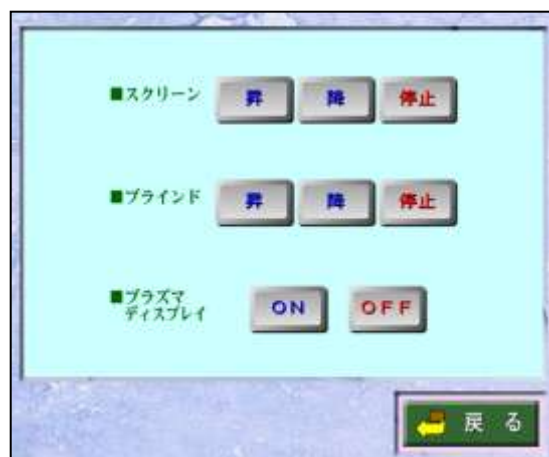 ■スクリーン 昇 降 停止
■ブラインド 昇 降 停止
■プラズマ
ディスプレイ ON OFF
戻る